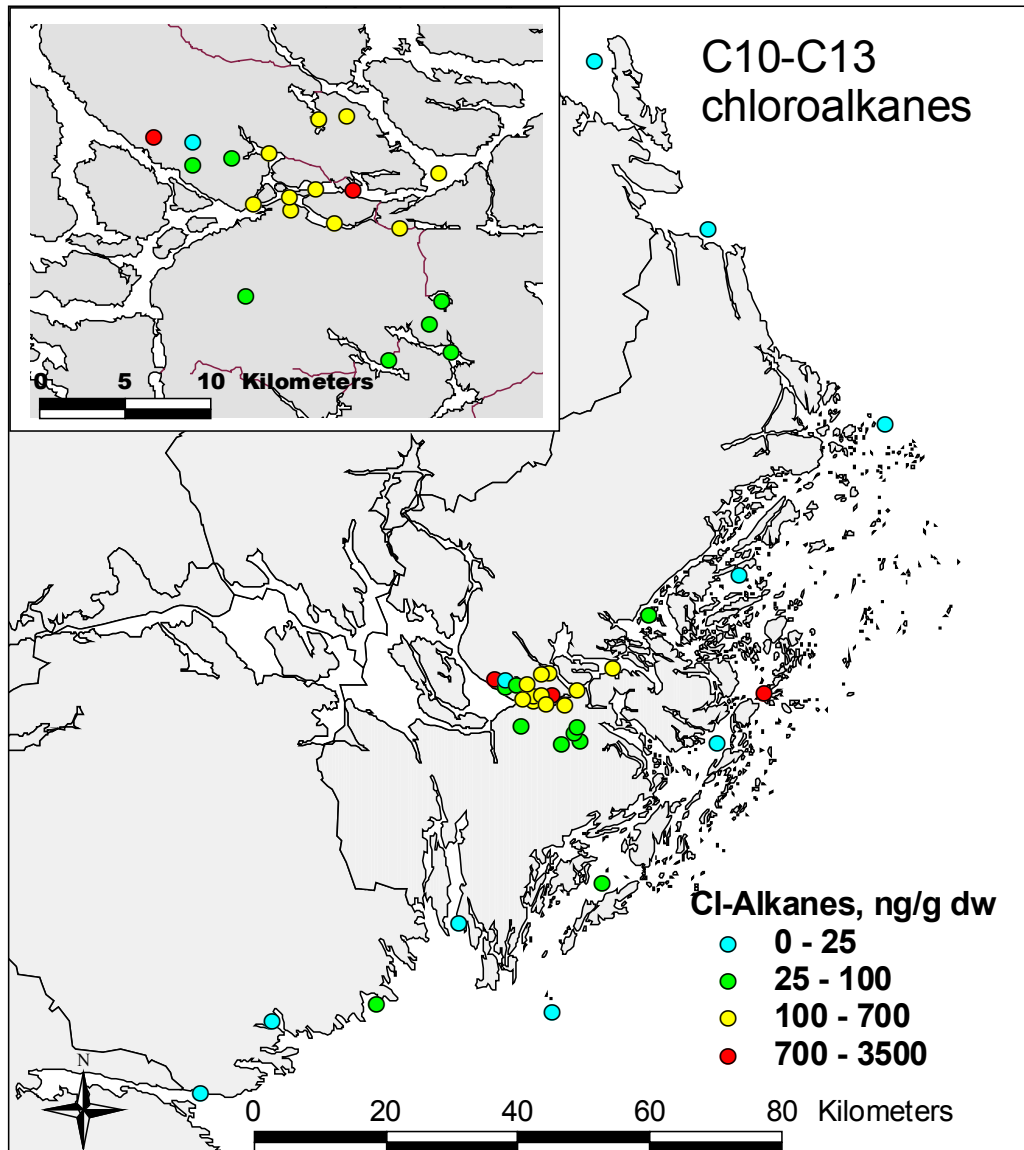 C10-C13
chloroalkanes
0 5 10 Kilometers
Cl-Alkanes, ng/g dw
0 - 25
25 - 100
100 - 700
700 - 3500
N
0 20 40 60 80 Kilometers